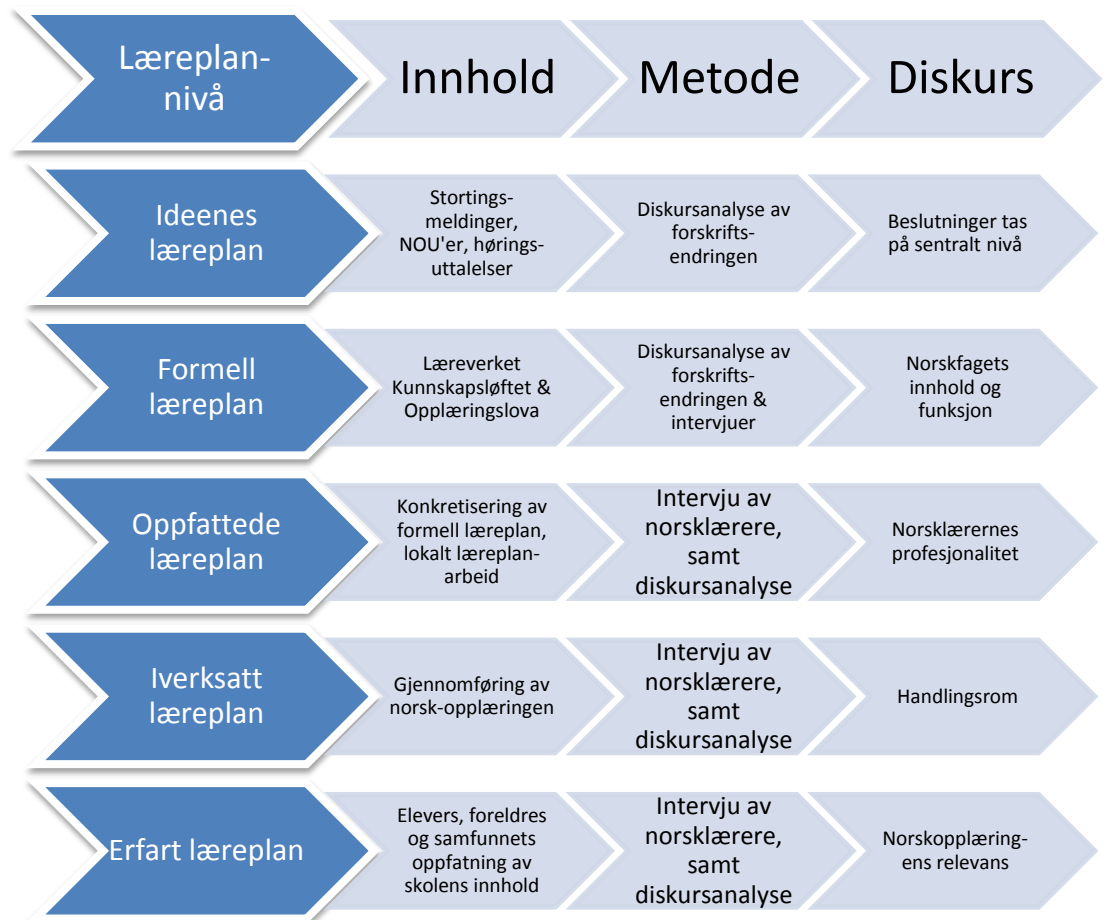 Læreplan-
nivå
Innhold
Metode
Diskurs
Ideenes
læreplan
Stortings-
meldinger,
NOU'er, hørings-
uttalelser
Diskursanalyse av
forskrifts-
endringen
Beslutninger tas
på sentralt nivå
Formell
læreplan
Læreverket
Kunnskapsløftet &
Opplæringslova
Diskursanalyse av
forskrifts-
endringen &
intervjuer
Norskfagets
innhold og
funksjon
Oppfattede
læreplan
Konkretisering av
formell læreplan,
lokalt læreplan-
arbeid
Intervju av
norsklærere,
samt
diskursanalyse
Norsklærernes
profesjonalitet
Iverksatt
læreplan
Gjennomføring av
norsk-opplæringen
Intervju av
norsklærere,
samt
diskursanalyse
Handlingsrom
Erfart læreplan
Elevers, foreldres
og samfunnets
oppfatning av
skolens innhold
Intervju av
norsklærere,
samt
diskursanalyse
Norskopplæring-
ens relevans